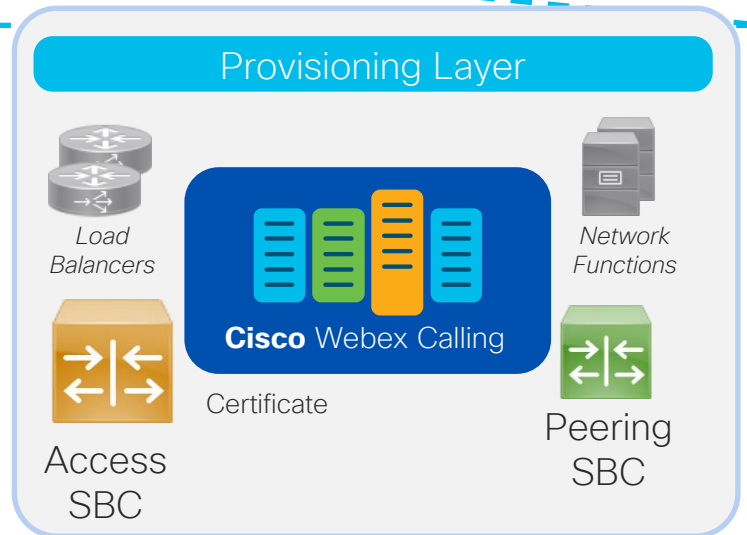 Provisioning Layer
Load
Balancers
Network
Functions
Cisco Webex Calling
Certificate
Access
SBC
Peering
SBC